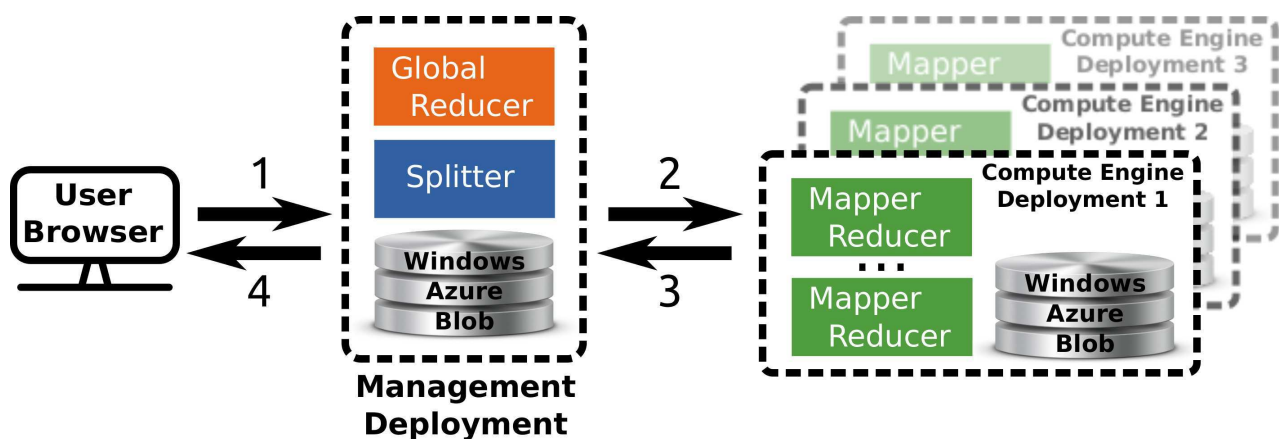 User
Browser
1
4
Global
Reducer
Splitter
Windows
Azure
Blob
Management
Deployment
2
3
Mapper
Compute Engine
Deployment 3
Mapper
Compute Engine
Deployment 2
Compute Engine
Deployment 1
Mapper
Reducer
...
Mapper
Reducer
Windows
Azure
Blob